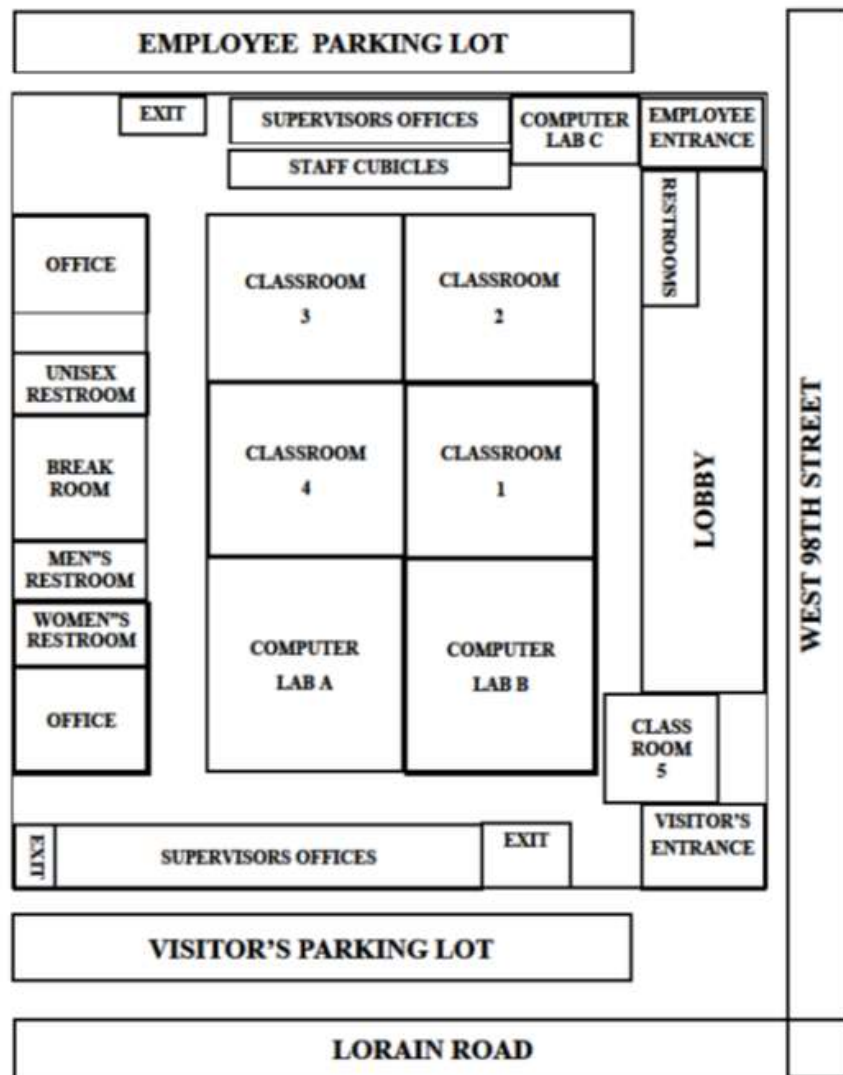 EMPLOYEE PARKING LOT
EXIT
SUPERVISORS OFFICES
COMPUTER
LAB C
EMPLOYEE
ENTRANCE
STAFF CUBICLES
RESTROOMS
OFFICE
CLASSROOM
3
CLASSROOM
2
UNISEX
RESTROOM
BREAK
ROOM
CLASSROOM
4
CLASSROOM
1
LOBBY
WEST 98TH STREET
MEN"S
RESTROOM
WOMEN"S
RESTROOM
OFFICE
COMPUTER
LAB A
COMPUTER
LAB B
CLASS
ROOM
5
EXIT
SUPERVISORS OFFICES
EXIT
VISITOR'S
ENTRANCE
VISITOR'S PARKING LOT
LORAIN ROAD